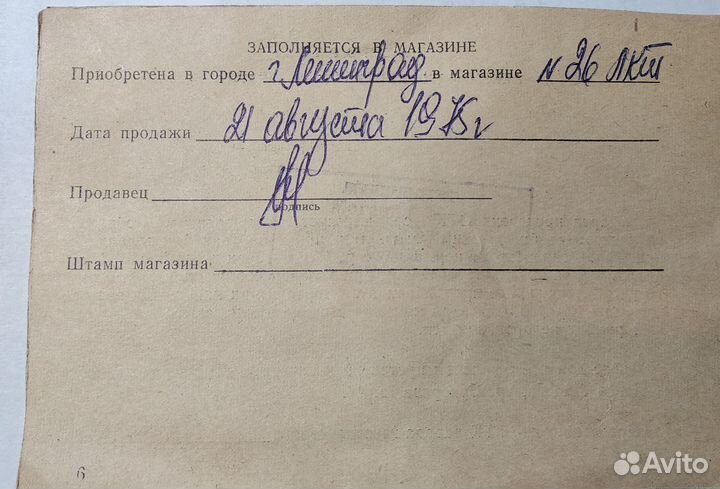 ЗАПОЛНЯЕТСЯ В МАГАЗИНЕ
Приобретена в городе г Ленинград в магазине N 26 ЛКТ
Дата продажи 21 августа 1975 г
Продавец
подпись
Штамп магазина
6
Avito